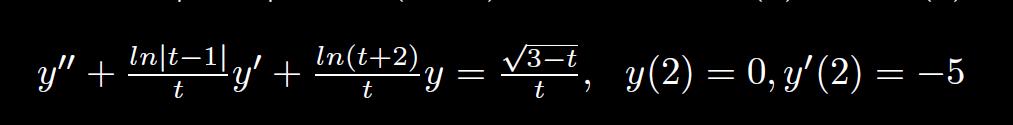 y″ + ln|t−1|/t y′ + ln(t+2)/t y = √(3−t)/t, y(2) = 0, y′(2) = −5